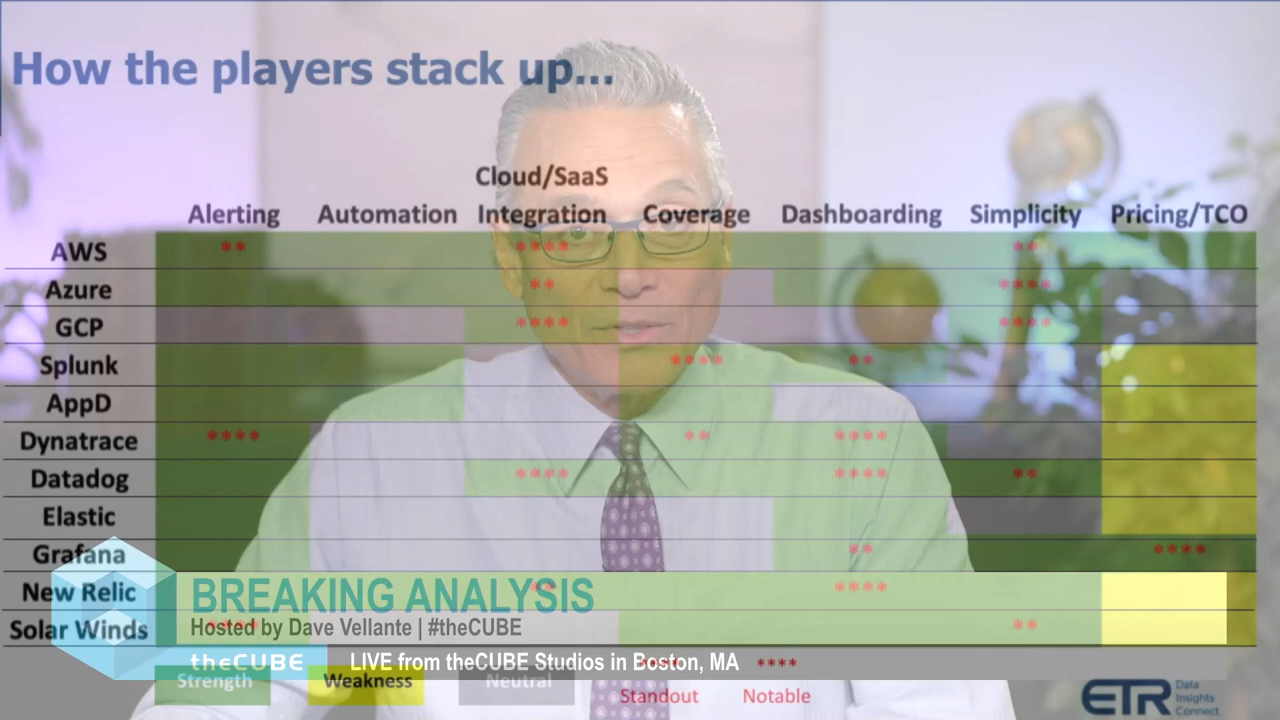 How the players stack up...
Cloud/SaaS
Alerting Automation Integration Coverage Dashboarding Simplicity Pricing/TCO
AWS ** **** **
Azure ** ****
GCP **** ****
Splunk **** **
AppD
Dynatrace **** ** ****
Datadog **** **** **
Elastic
Grafana ** ****
New Relic ** ****
Solar Winds **** **
BREAKING ANALYSIS
Hosted by Dave Vellante | #theCUBE
theCUBE LIVE from theCUBE Studios in Boston, MA ****
Strength Weakness Neutral
Standout Notable
ETR Data
Insights
Connect